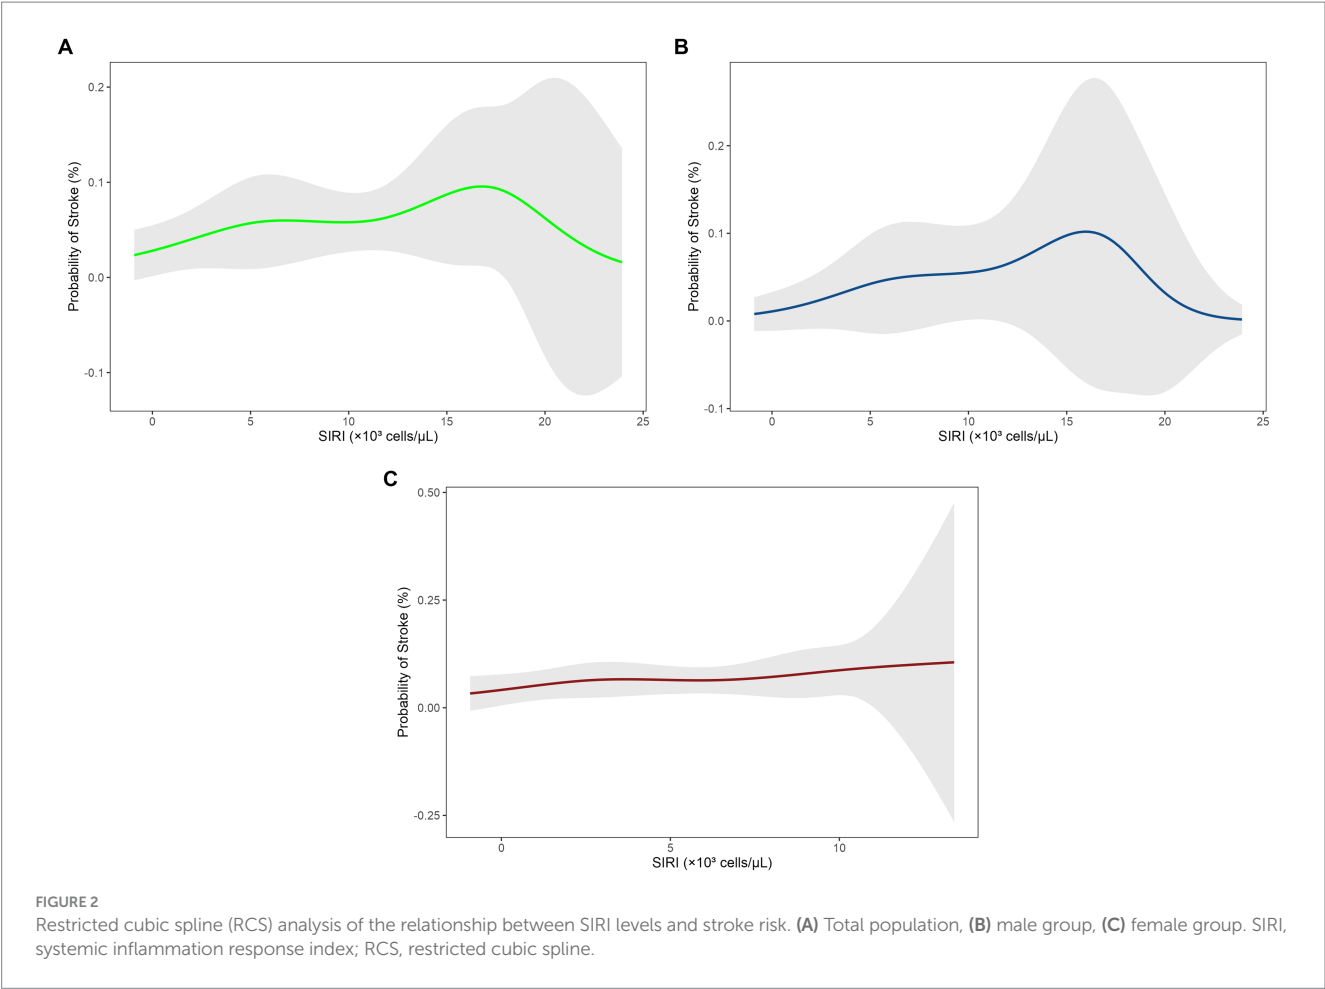 A
B
0.2
0.1
0.0
-0.1
Probability of Stroke (%)
0 5 10 15 20 25
SIRI (×10³ cells/µL)
0.2
0.1
0.0
-0.1
Probability of Stroke (%)
0 5 10 15 20 25
SIRI (×10³ cells/µL)
C
0.50
0.25
0.00
-0.25
Probability of Stroke (%)
0 5 10
SIRI (×10³ cells/µL)
FIGURE 2
Restricted cubic spline (RCS) analysis of the relationship between SIRI levels and stroke risk. (A) Total population, (B) male group, (C) female group. SIRI,
systemic inflammation response index; RCS, restricted cubic spline.